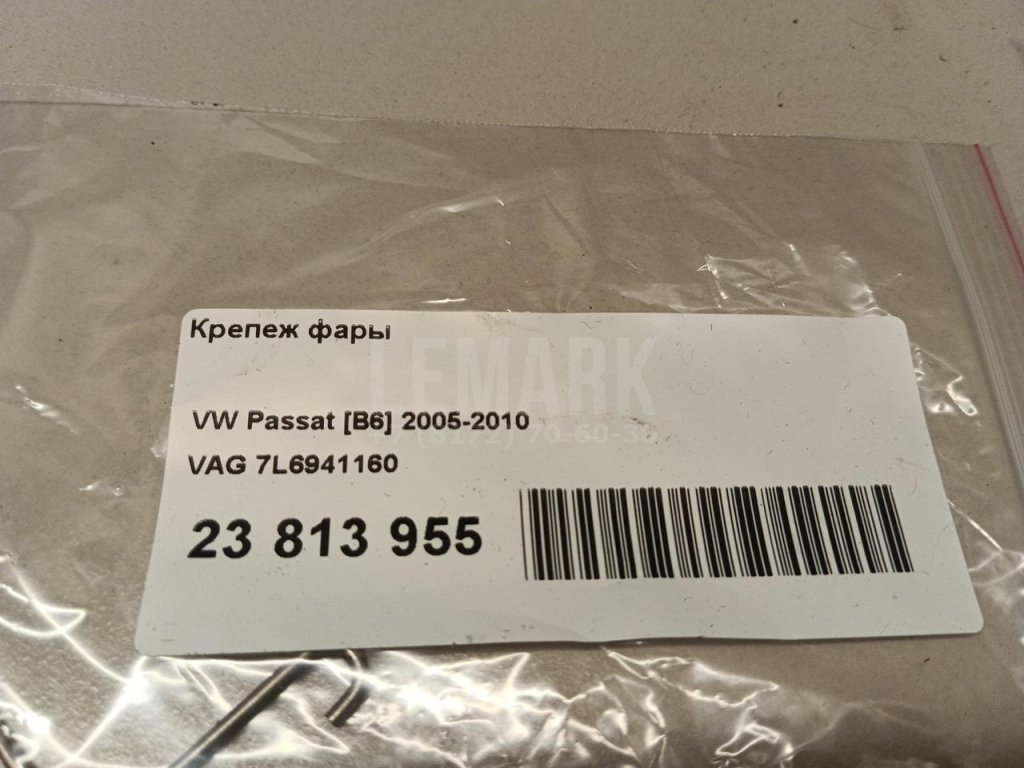 Крепеж фары
LEMARK
VW Passat [B6] 2005-2010
VAG 7L6941160
23 813 955